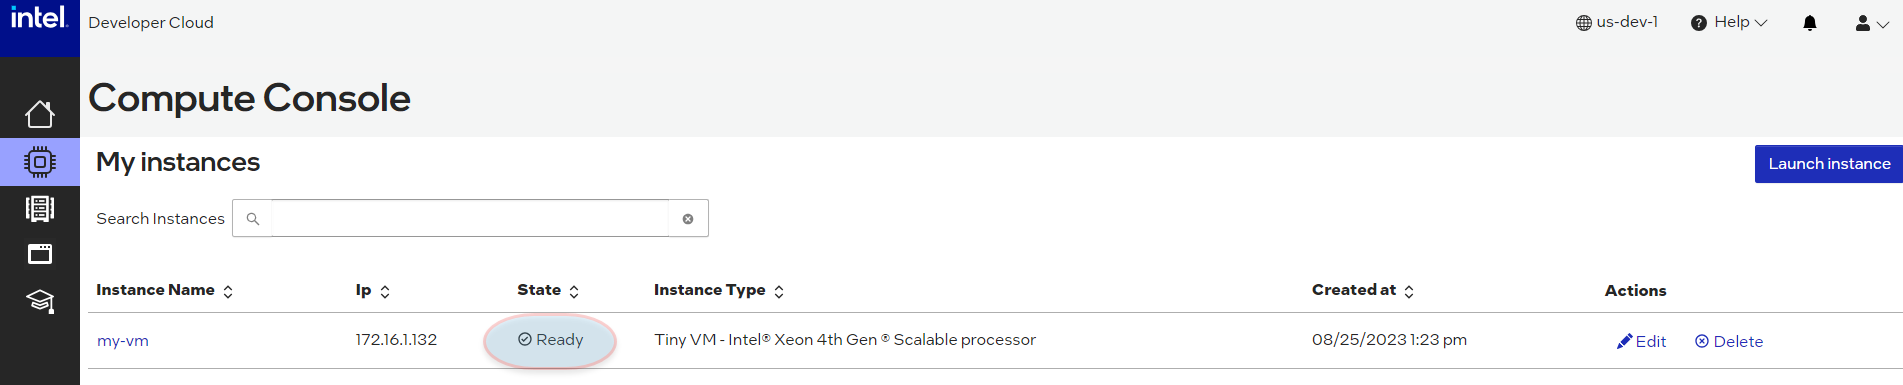 intel.
Developer Cloud
us-dev-1
? Help
Compute Console
My instances
Launch instance
Search Instances
Instance Name Ip State Instance Type Created at Actions
my-vm 172.16.1.132 Ready Tiny VM - Intel® Xeon 4th Gen ® Scalable processor 08/25/2023 1:23 pm Edit Delete